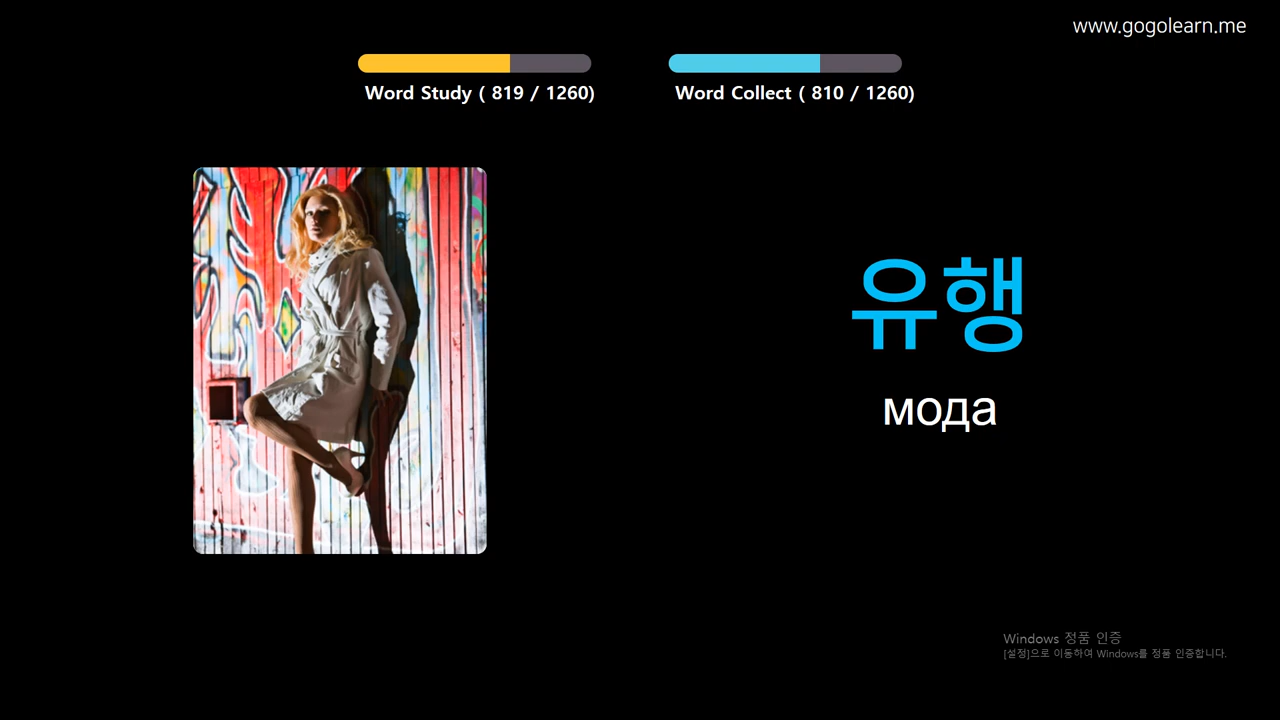 www.gogolearn.me
Word Study ( 819 / 1260)
Word Collect ( 810 / 1260)
유행
мода
Windows 정품 인증
[설정]으로 이동하여 Windows를 정품 인증합니다.